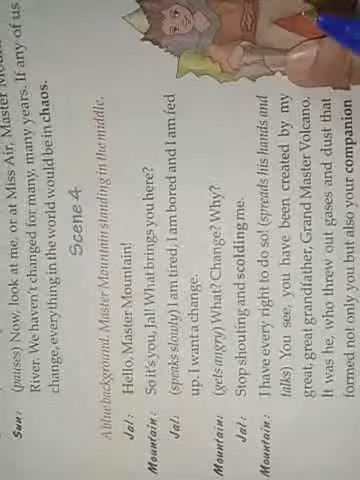 Sun: (pauses) Now, look at me, or at Miss Air, Master
River. We haven't changed for many, many years. If any of us
change, everything in the world would be in chaos.
Scene 4
A blue background. Master Mountain standing in the middle.
Jal: Hello, Master Mountain!
Mountain: So it's you, Jal! What brings you here?
Jal: (speaks slowly) I am tired, I am bored and I am fed
up. I want a change.
Mountain: (gets angry) What? Change? Why?
Jal: Stop shouting and scolding me.
Mountain: I have every right to do so! (spreads his hands and
talks) You see, you have been created by my
great, great grandfather, Grand Master Volcano.
It was he, who threw out gases and dust that
formed not only you but also your companion